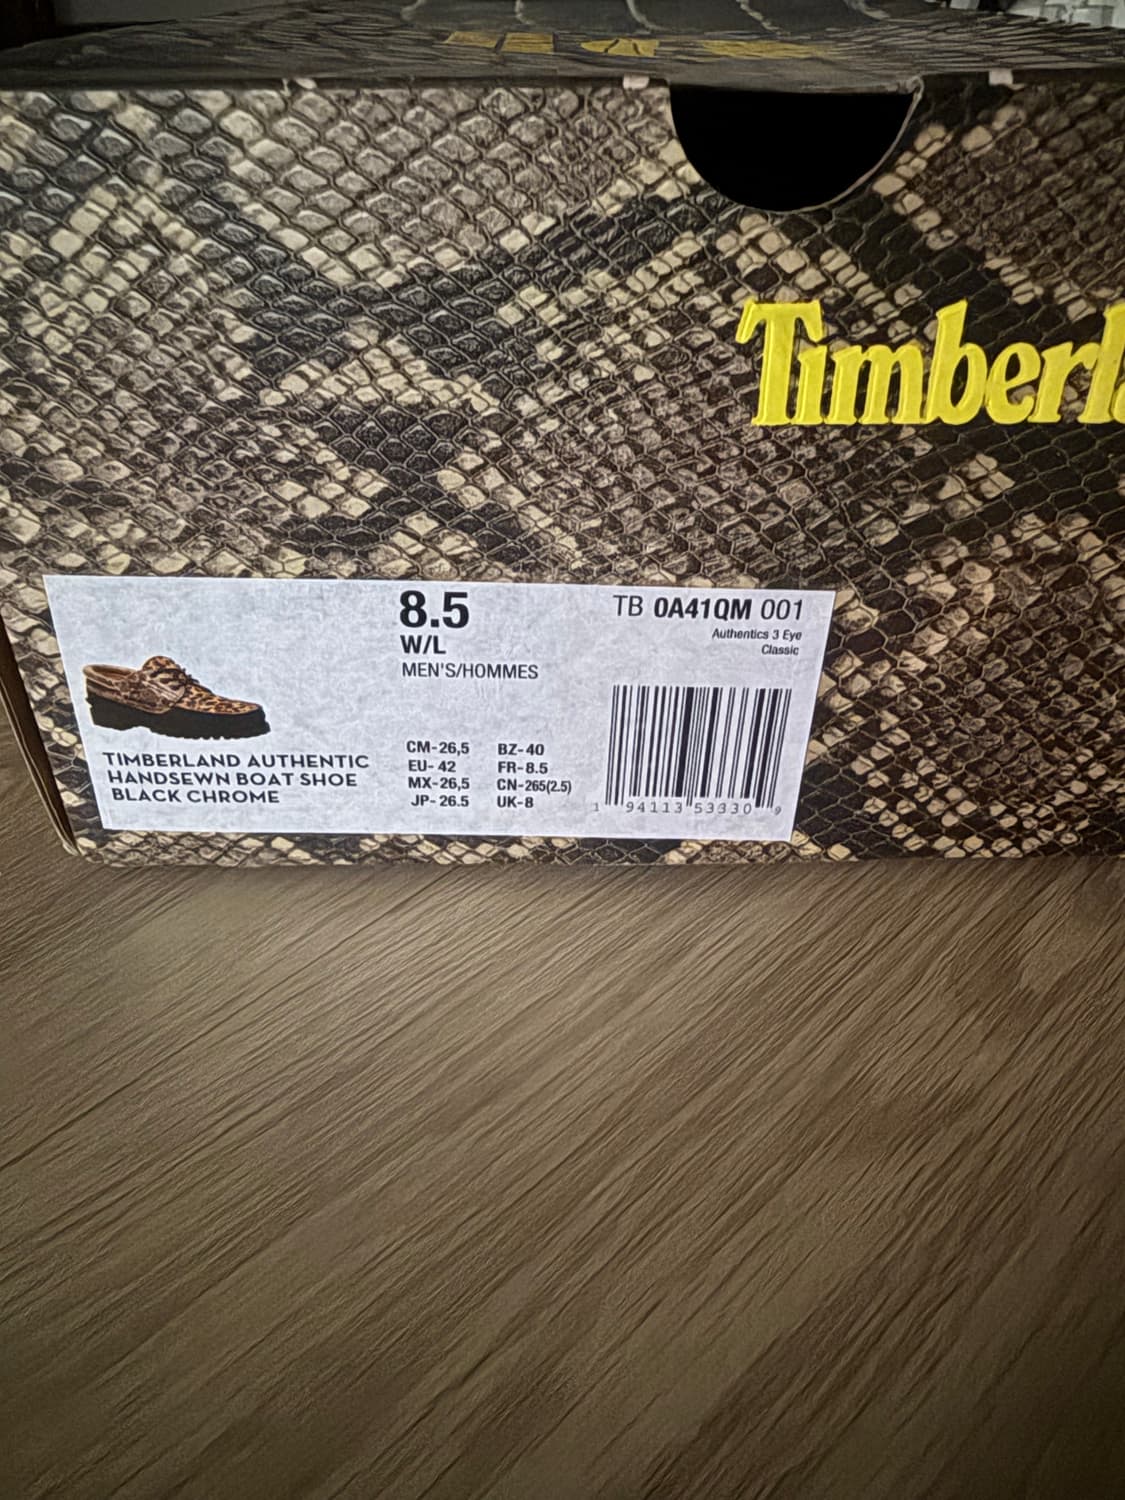 Timberl
8.5
W/L
MEN'S/HOMMES
TB 0A41QM 001
Authentics 3 Eye
Classic
TIMBERLAND AUTHENTIC
HANDSEWN BOAT SHOE
BLACK CHROME
CM-26,5 BZ-40
EU-42 FR-8.5
MX-26,5 CN-265(2.5)
JP-26.5 UK-8
1 94113 53330 9